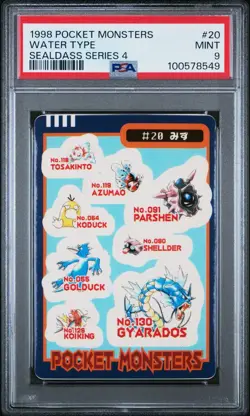 1998 POCKET MONSTERS #20
WATER TYPE MINT
SEALDASS SERIES 4 9
PSA 100578549
#20 みず
No.118
TOSAKINTO
No.119
AZUMAO
No.091
PARSHEN
No.054
KODUCK
No.090
SHELLDER
No.055
GOLDUCK
No.130
GYARADOS
No.129
KOIKING
POCKET MONSTERS